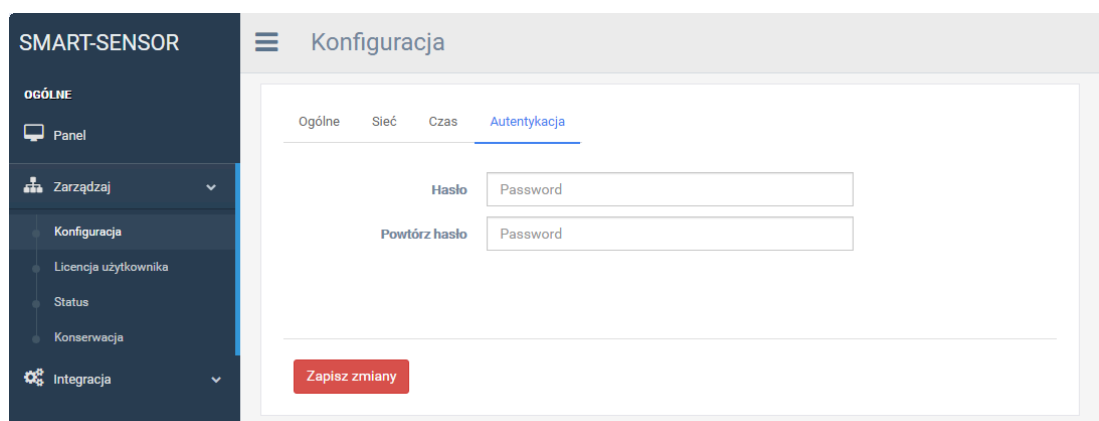 SMART-SENSOR
OGÓLNE
Panel
Zarządzaj
Konfiguracja
Licencja użytkownika
Status
Konserwacja
Integracja
Konfiguracja
Ogólne Sieć Czas Autentykacja
Hasło Password
Powtórz hasło Password
Zapisz zmiany